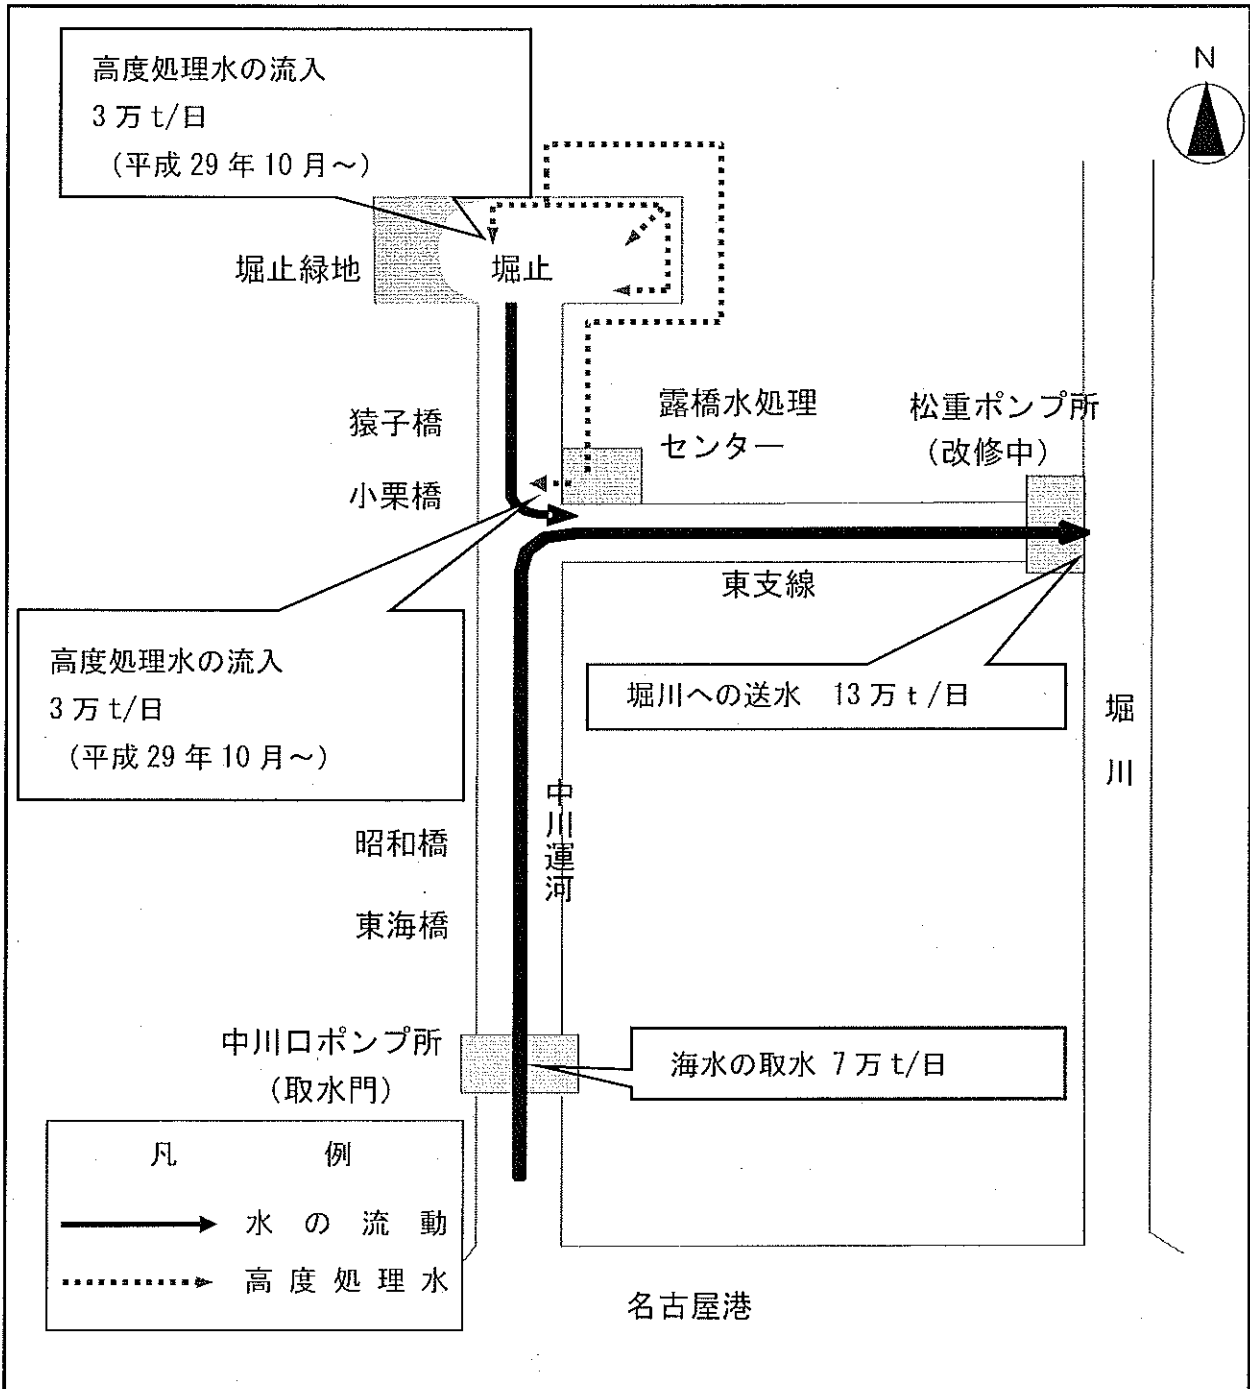 高度処理水の流入
3万t/日
（平成29年10月～）
N
堀止緑地
堀止
猿子橋
小栗橋
露橋水処理
センター
松重ポンプ所
（改修中）
東支線
高度処理水の流入
3万t/日
（平成29年10月～）
堀川への送水 13万t/日
堀川
中川運河
昭和橋
東海橋
中川口ポンプ所
（取水門）
海水の取水 7万t/日
凡例
水の流動
高度処理水
名古屋港